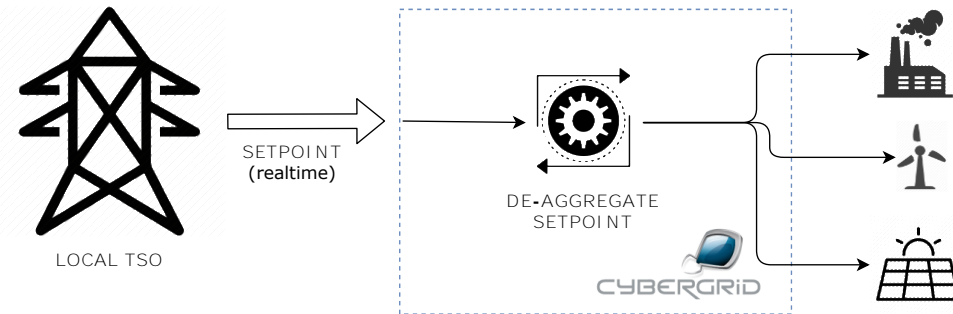 SETPOINT
(realtime)
LOCAL TSO
DE-AGGREGATE
SETPOINT
CYBERGRID